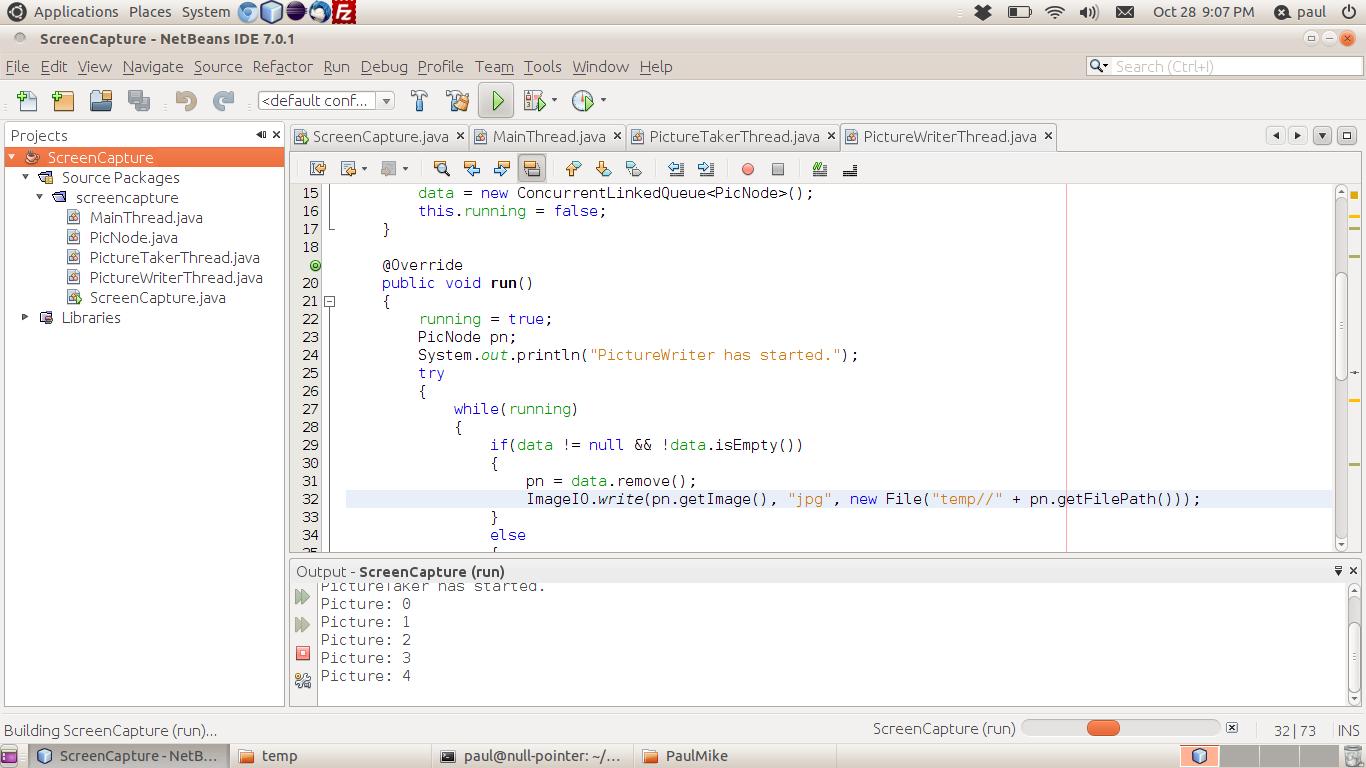 Applications Places System
Oct 28 9:07 PM paul
ScreenCapture - NetBeans IDE 7.0.1
File Edit View Navigate Source Refactor Run Debug Profile Team Tools Window Help
Search (Ctrl+I)
<default conf...
Projects
ScreenCapture
Source Packages
screencapture
MainThread.java
PicNode.java
PictureTakerThread.java
PictureWriterThread.java
ScreenCapture.java
Libraries
ScreenCapture.java MainThread.java PictureTakerThread.java PictureWriterThread.java
15 data = new ConcurrentLinkedQueue<PicNode>();
16 this.running = false;
17 }
18
@Override
20 public void run()
21 {
22 running = true;
23 PicNode pn;
24 System.out.println("PictureWriter has started.");
25 try
26 {
27 while(running)
28 {
29 if(data != null && !data.isEmpty())
30 {
31 pn = data.remove();
32 ImageIO.write(pn.getImage(), "jpg", new File("temp//" + pn.getFilePath()));
33 }
34 else
35 {
Output - ScreenCapture (run)
PictureTaker has started.
Picture: 0
Picture: 1
Picture: 2
Picture: 3
Picture: 4
Building ScreenCapture (run)...
ScreenCapture (run)
32|73 INS
ScreenCapture - NetB... temp paul@null-pointer: ~/... PaulMike